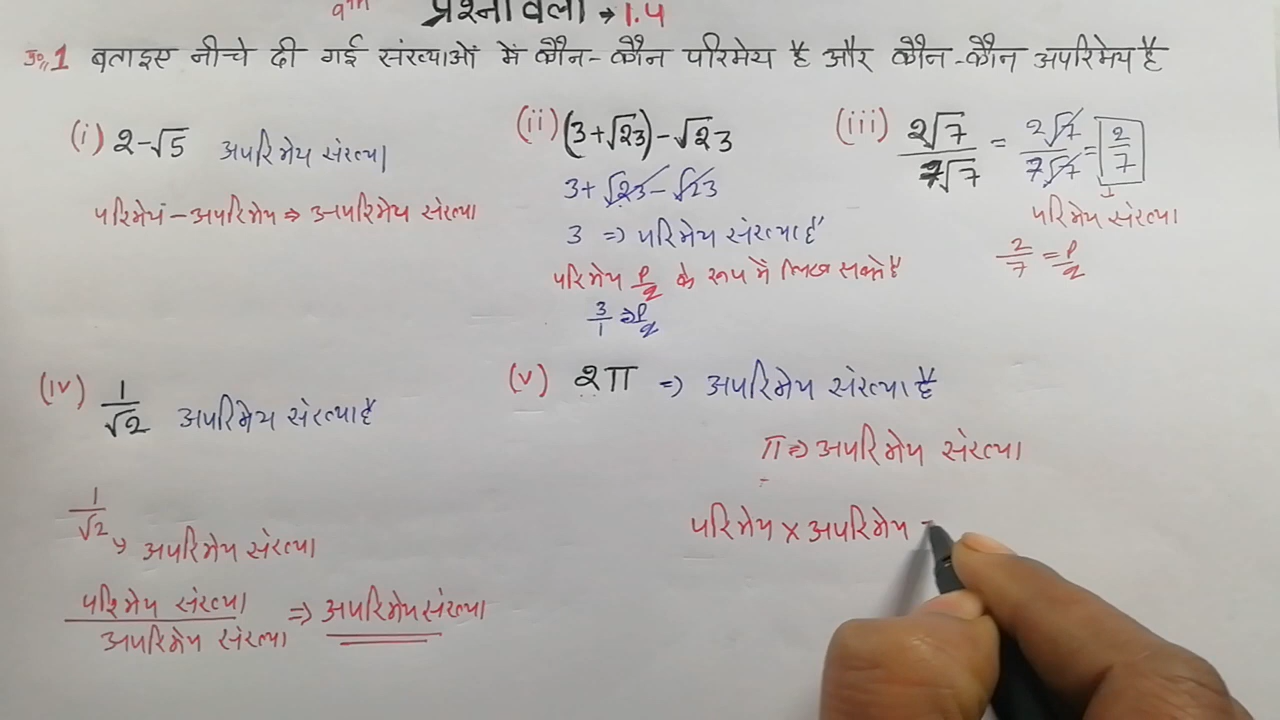 9th प्रश्नावली → 1.4
प्र०1 बताइए नीचे दी गई संख्याओं में कौन-कौन परिमेय है और कौन-कौन अपरिमेय है
(i) 2-√5 अपरिमेय संख्या
परिमेय - अपरिमेय ⇒ अपरिमेय संख्या
(ii) (3+√23) - √23
3+√23 - √23
3 ⇒ परिमेय संख्या है
परिमेय p/q के रूप में लिख सकते है
3/1 ⇒ p/q
(iii) 2√7/7√7 = 2√7/7√7 = 2/7
परिमेय संख्या
2/7 = p/q
(iv) 1/√2 अपरिमेय संख्या है
1/√2 → अपरिमेय संख्या
परिमेय संख्या/अपरिमेय संख्या ⇒ अपरिमेय संख्या
(v) 2π ⇒ अपरिमेय संख्या है
π ⇒ अपरिमेय संख्या
परिमेय × अपरिमेय =